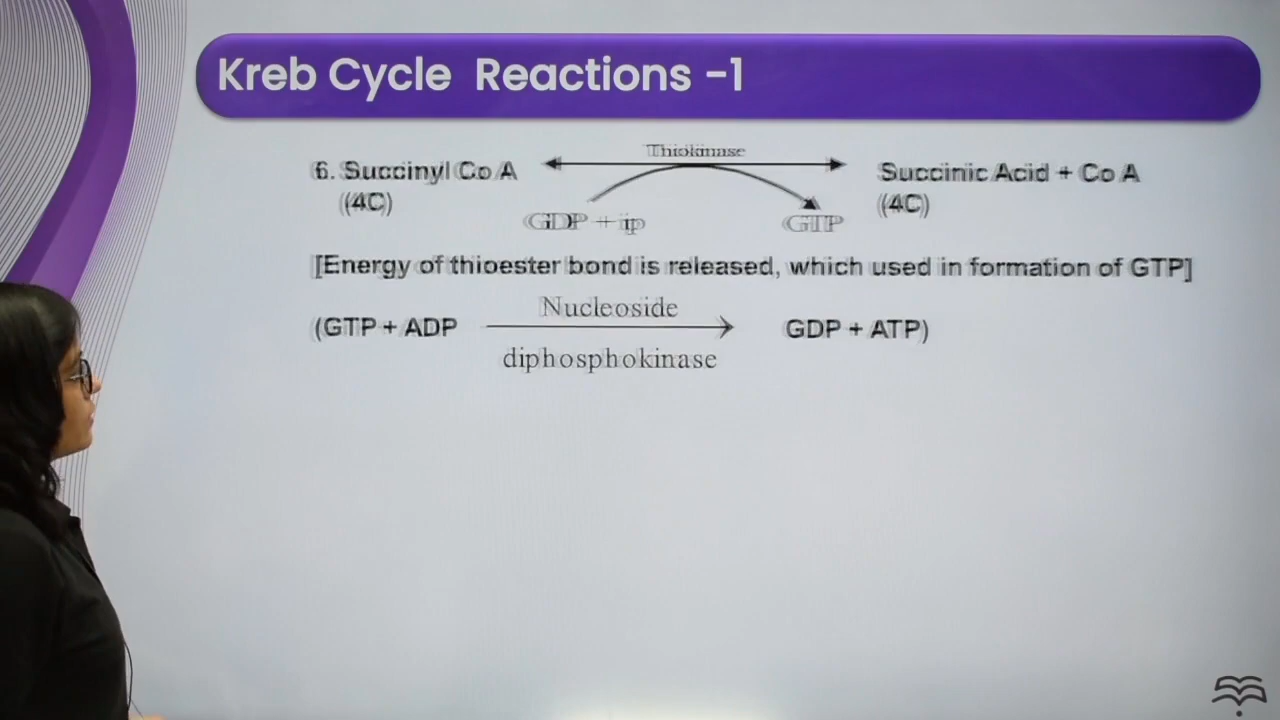 Kreb Cycle Reactions -1
Thiokinase
6. Succinyl Co A Succinic Acid + Co A
(4C) (4C)
GDP + ip GTP
[Energy of thioester bond is released, which used in formation of GTP]
Nucleoside
(GTP + ADP GDP + ATP)
diphosphokinase